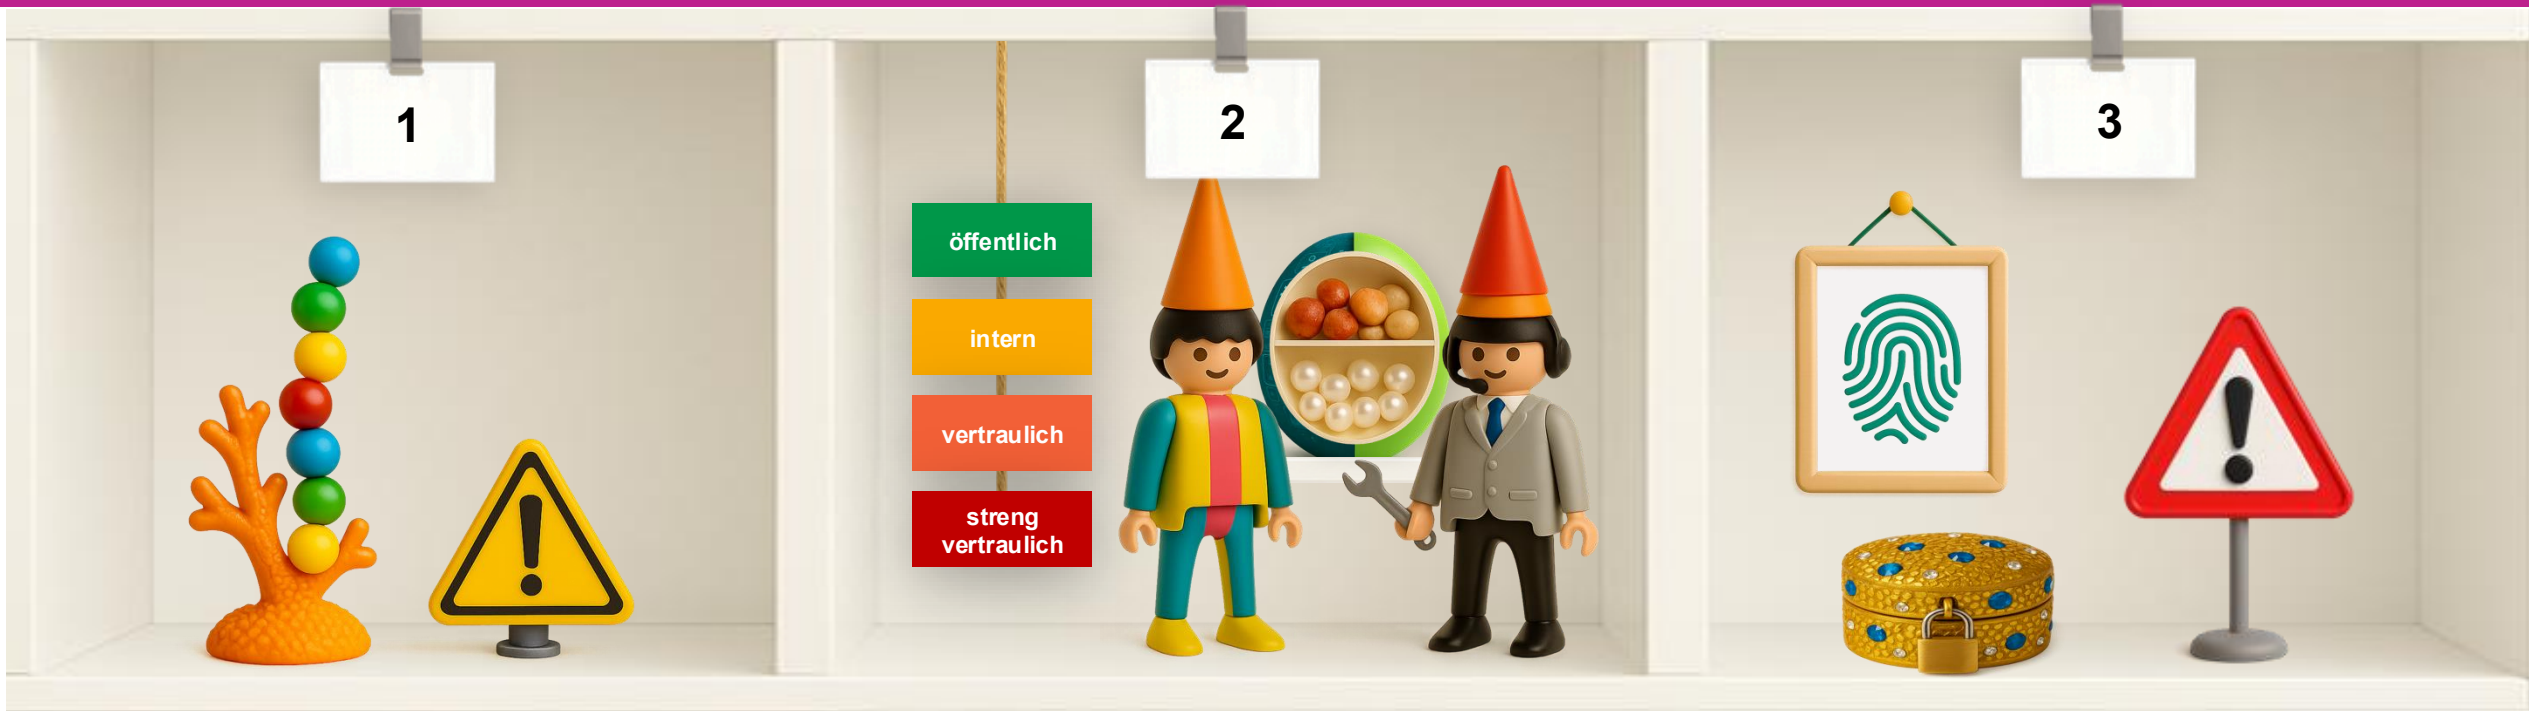 1
2
3
öffentlich
intern
vertraulich
streng
vertraulich